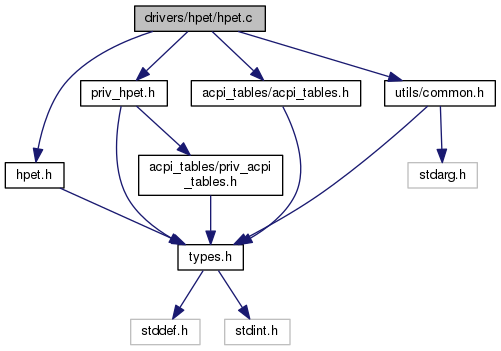 drivers/hpet/hpet.c
priv_hpet.h
acpi_tables/acpi_tables.h
utils/common.h
hpet.h
acpi_tables/priv_acpi
_tables.h
stdarg.h
types.h
stddef.h
stdint.h